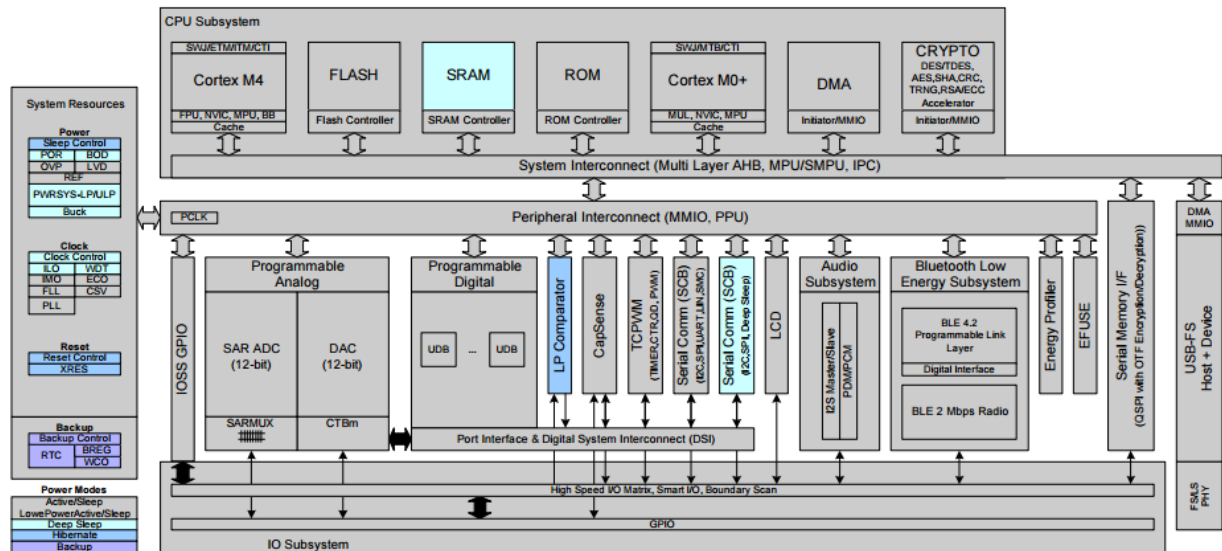 CPU Subsystem
SWJ/ETM/ITM/CTI
Cortex M4
FPU, NVIC, MPU, BB
Cache
FLASH
Flash Controller
SRAM
SRAM Controller
ROM
ROM Controller
SWJ/MTB/CTI
Cortex M0+
MUL, NVIC, MPU
Cache
DMA
Initiator/MMIO
CRYPTO
DES/TDES,
AES,SHA,CRC,
TRNG,RSA/ECC
Accelerator
Initiator/MMIO
System Interconnect (Multi Layer AHB, MPU/SMPU, IPC)
System Resources
Power
Sleep Control
POR
BOD
OVP
LVD
REF
PWRSYS-LP/ULP
Buck
Clock
Clock Control
ILO
WDT
IMO
ECO
FLL
CSV
PLL
Reset
Reset Control
XRES
Backup
Backup Control
RTC
BREG
WCO
Power Modes
Active/Sleep
LowePowerActive/Sleep
Deep Sleep
Hibernate
Backup
PCLK
Peripheral Interconnect (MMIO, PPU)
IOSS GPIO
Programmable
Analog
SAR ADC
(12-bit)
DAC
(12-bit)
SARMUX
CTBm
Programmable
Digital
UDB
...
UDB
LP Comparator
CapSense
TCPWM
(TIMER,CTR,QD, PWM)
Serial Comm (SCB)
(I2C,SPI,UART,LIN,SMC)
Serial Comm (SCB)
(I2C,SPI, Deep Sleep)
LCD
Port Interface & Digital System Interconnect (DSI)
Audio
Subsystem
I2S Master/Slave
PDM/PCM
Bluetooth Low
Energy Subsystem
BLE 4.2
Programmable Link
Layer
Digital Interface
BLE 2 Mbps Radio
Energy Profiler
EFUSE
Serial Memory I/F
(QSPI with OTF Encryption/Decryption))
DMA
MMIO
USB-FS
Host + Device
FS/LS
PHY
High Speed I/O Matrix, Smart I/O, Boundary Scan
GPIO
IO Subsystem